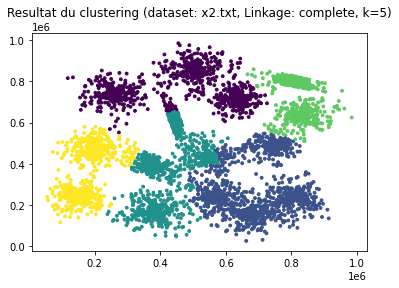 Resultat du clustering (dataset: x2.txt, Linkage: complete, k=5)
1e6
1.0
0.8
0.6
0.4
0.2
0.0
0.2 0.4 0.6 0.8 1.0
1e6